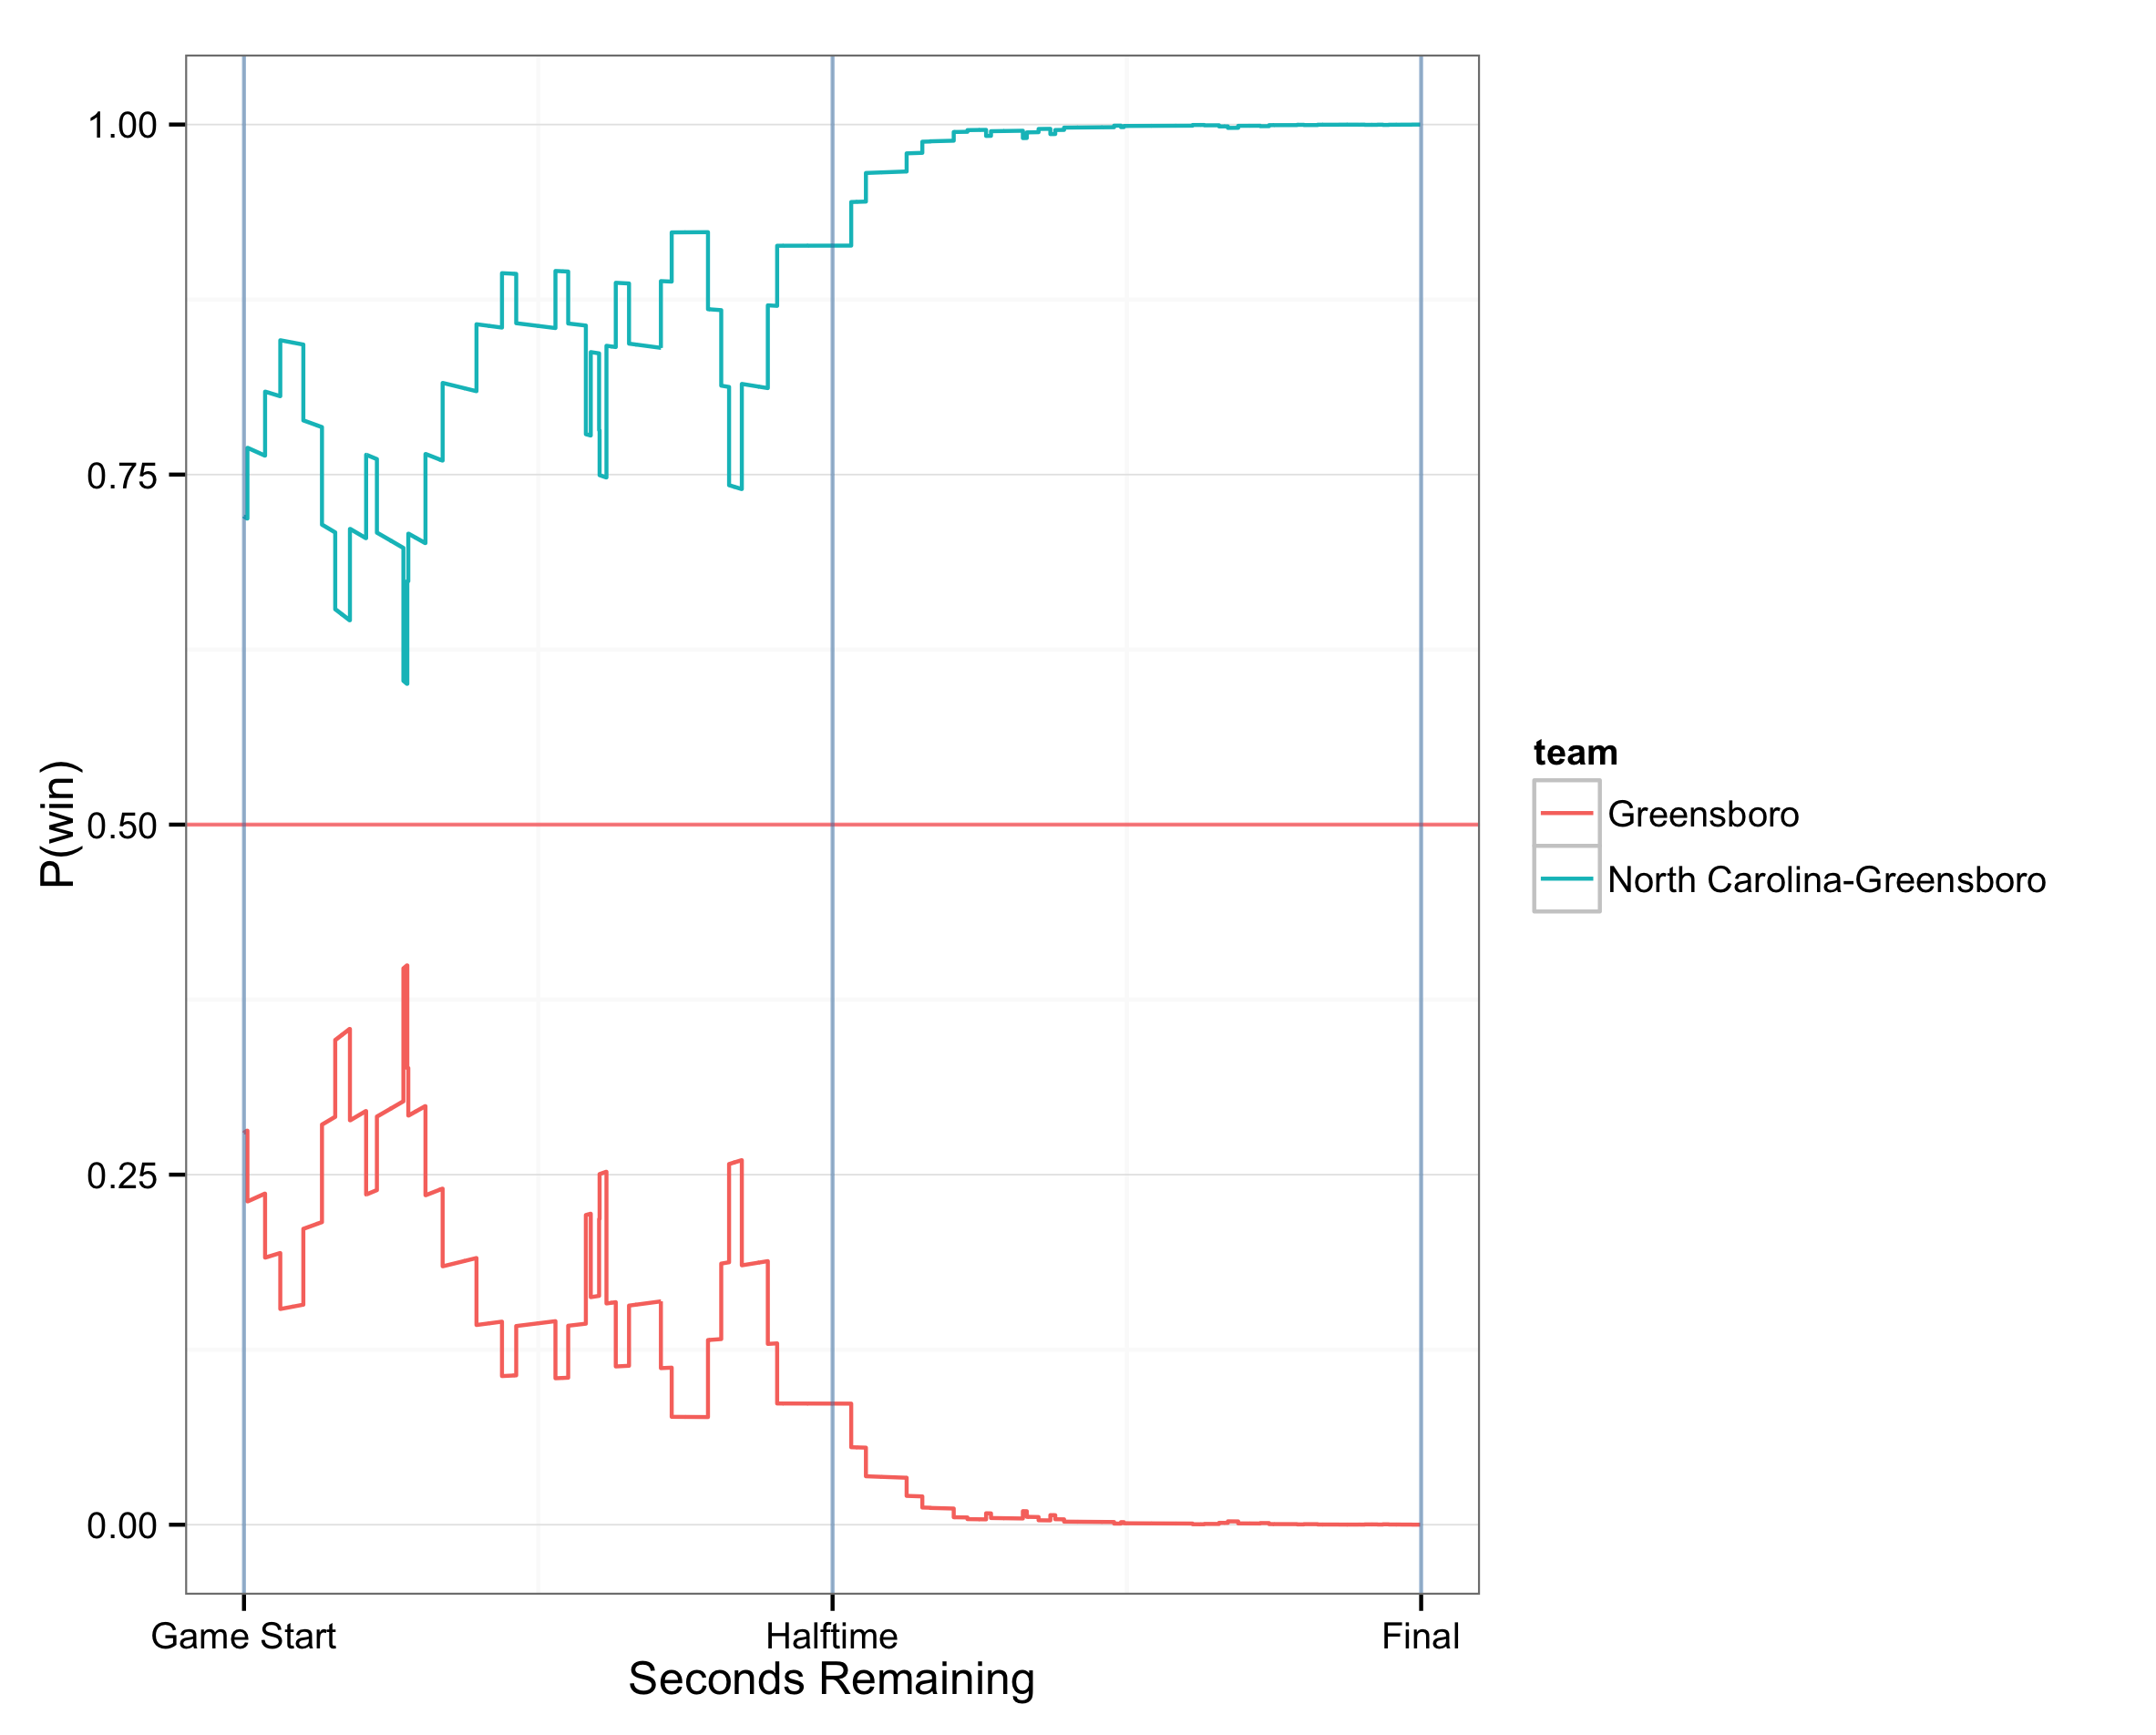 1.00
0.75
0.50
0.25
0.00
P(win)
Game Start
Halftime
Final
Seconds Remaining
team
Greensboro
North Carolina-Greensboro